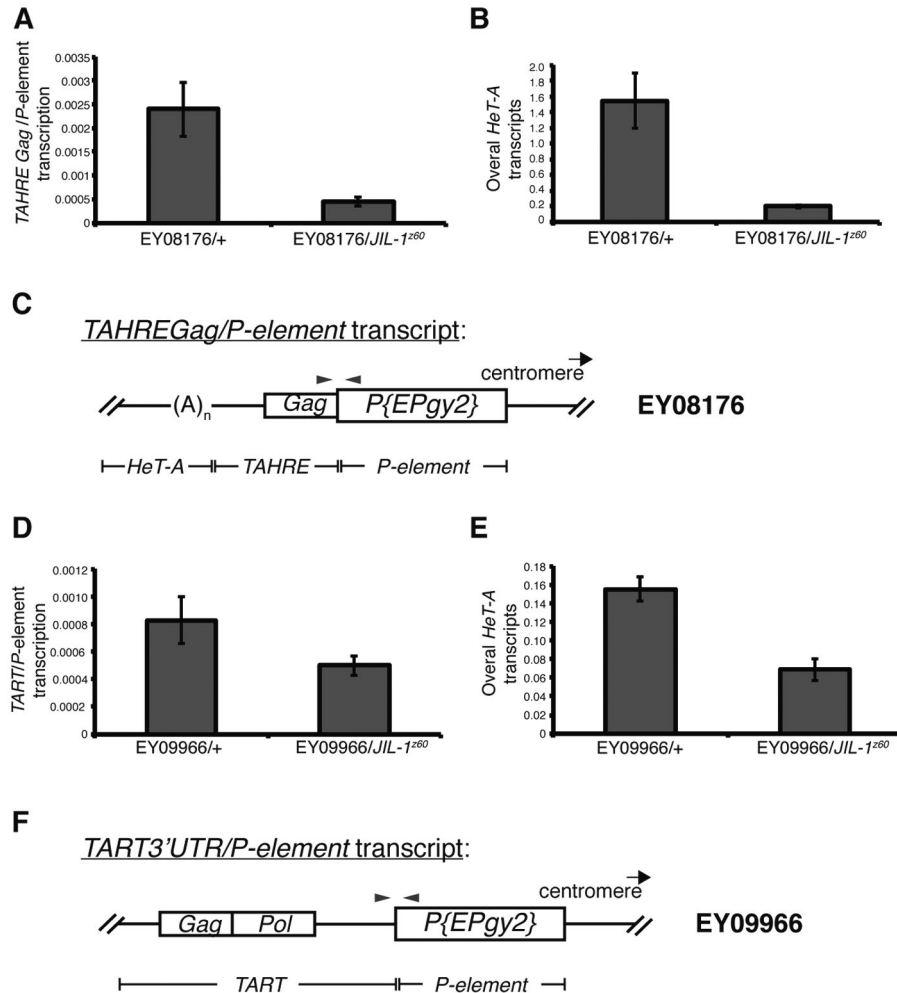 A
TAHRE Gag /P-element
transcription
0.0035
0.003
0.0025
0.002
0.0015
0.001
0.0005
0
EY08176/+
EY08176/JIL-1z60
B
Overal HeT-A
transcripts
2.0
1.8
1.6
1.4
1.2
1.0
0.8
0.6
0.4
0.2
0
EY08176/+
EY08176/JIL-1z60
C
TAHREGag/P-element transcript:
centromere
(A)n
Gag
P{EPgy2}
EY08176
HeT-A
TAHRE
P-element
D
TART/P-element
transcription
0.0012
0.0010
0.0008
0.0006
0.0004
0.0002
0
EY09966/+
EY09966/JIL-1z60
E
Overal HeT-A
transcripts
0.18
0.16
0.14
0.12
0.10
0.08
0.06
0.04
0.02
0
EY09966/+
EY09966/JIL-1z60
F
TART3'UTR/P-element transcript:
centromere
Gag
Pol
P{EPgy2}
EY09966
TART
P-element